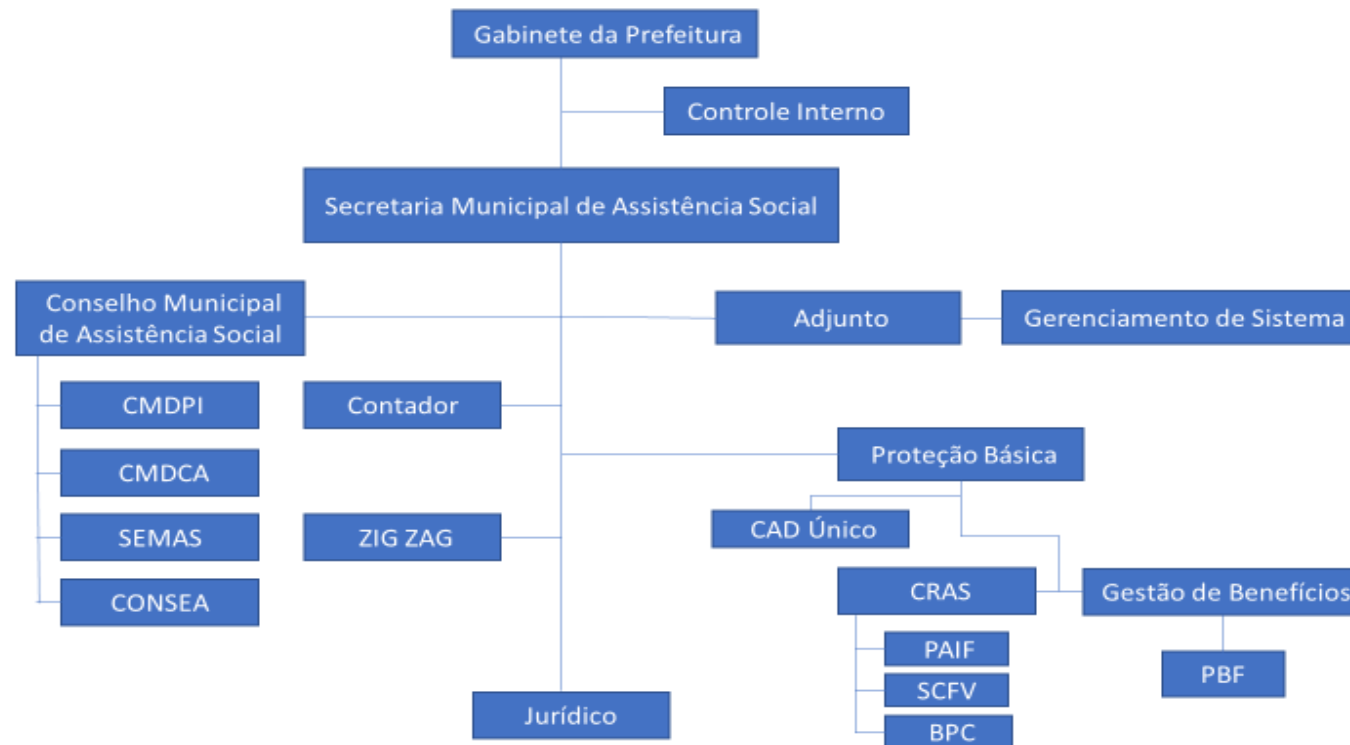 Gabinete da Prefeitura
Controle Interno
Secretaria Municipal de Assistência Social
Conselho Municipal
de Assistência Social
Adjunto
Gerenciamento de Sistema
CMDPI
Contador
Proteção Básica
CMDCA
CAD Único
SEMAS
ZIG ZAG
CRAS
Gestão de Benefícios
CONSEA
PAIF
PBF
SCFV
Jurídico
BPC